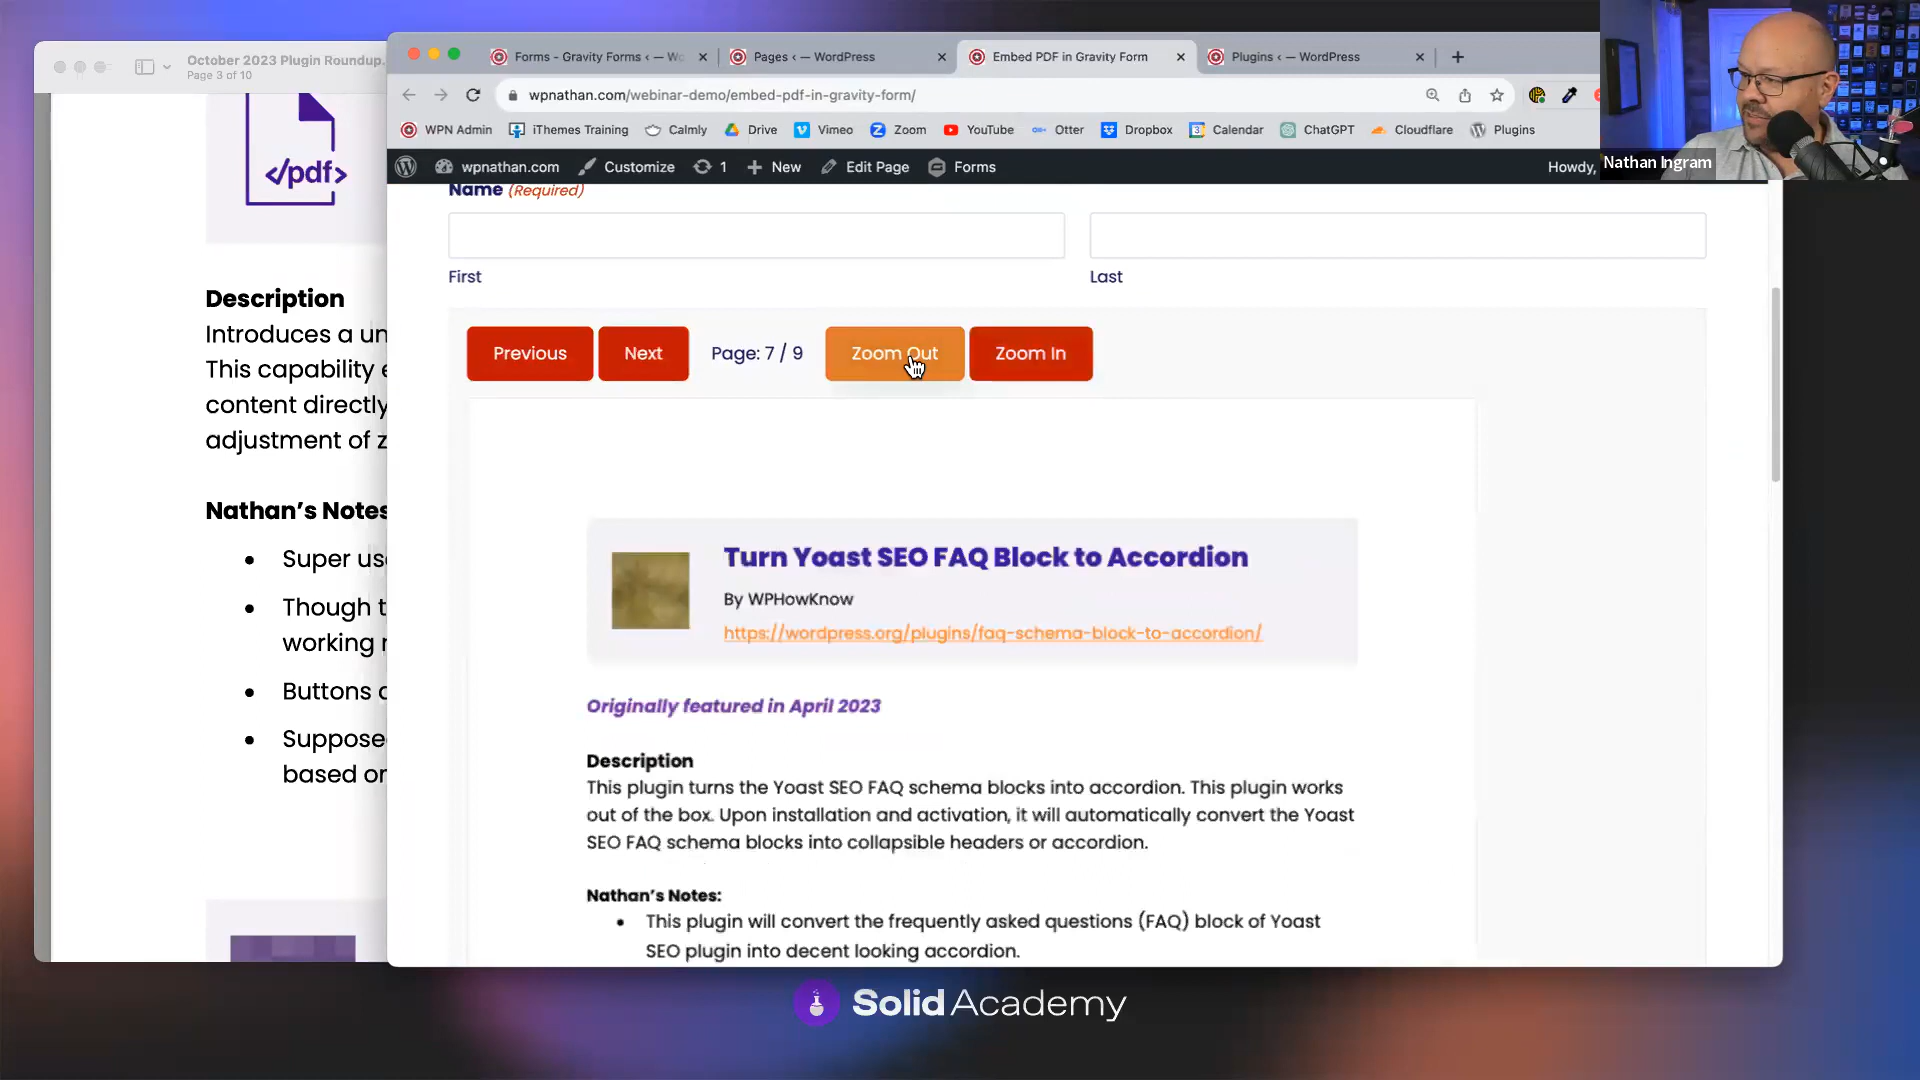 October 2023 Plugin Roundup.
Page 3 of 10
</pdf>
Description
Introduces a un
This capability e
content directly
adjustment of z
Nathan's Notes
Super use
Though t
working r
Buttons c
Suppose
based or
Forms - Gravity Forms ‹ — Wo
Pages ‹ — WordPress
Embed PDF in Gravity Form
Plugins ‹ — WordPress
wpnathan.com/webinar-demo/embed-pdf-in-gravity-form/
WPN Admin
iThemes Training
Calmly
Drive
Vimeo
Zoom
YouTube
Otter
Dropbox
Calendar
ChatGPT
Cloudflare
Plugins
wpnathan.com
Customize
1
New
Edit Page
Forms
Howdy,
Nathan Ingram
Name (Required)
First
Last
Previous
Next
Page: 7 / 9
Zoom Out
Zoom In
Turn Yoast SEO FAQ Block to Accordion
By WPHowKnow
https://wordpress.org/plugins/faq-schema-block-to-accordion/
Originally featured in April 2023
Description
This plugin turns the Yoast SEO FAQ schema blocks into accordion. This plugin works
out of the box. Upon installation and activation, it will automatically convert the Yoast
SEO FAQ schema blocks into collapsible headers or accordion.
Nathan's Notes:
This plugin will convert the frequently asked questions (FAQ) block of Yoast
SEO plugin into decent looking accordion.
Solid Academy